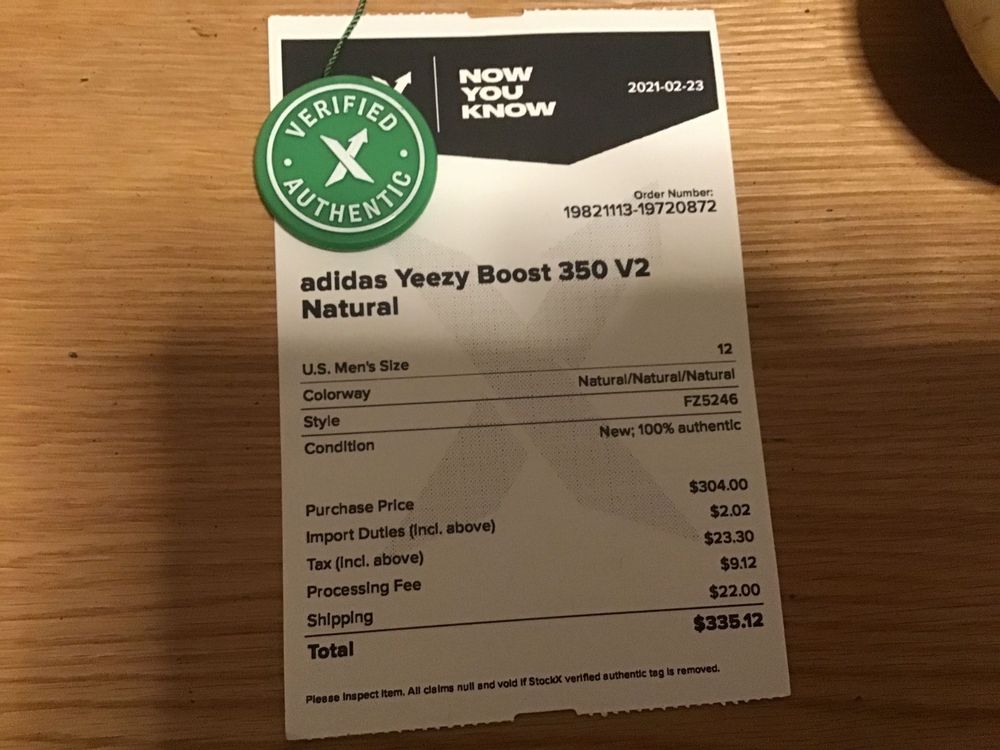 VERIFIED
AUTHENTIC
NOW
YOU
KNOW
2021-02-23
Order Number:
19821113-19720872
adidas Yeezy Boost 350 V2
Natural
U.S. Men's Size 12
Colorway Natural/Natural/Natural
Style FZ5246
Condition New; 100% authentic
Purchase Price $304.00
Import Duties (Incl. above) $2.02
Tax (Incl. above) $23.30
Processing Fee $9.12
Shipping $22.00
Total $335.12
Please inspect item. All claims null and void if StockX verified authentic tag is removed.